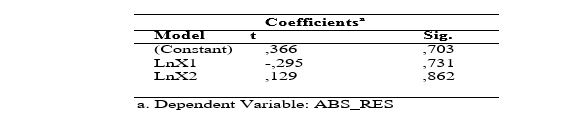 Coefficientsᵃ
Model t Sig.
(Constant) ,366 ,703
LnX1 -,295 ,731
LnX2 ,129 ,862
a. Dependent Variable: ABS_RES